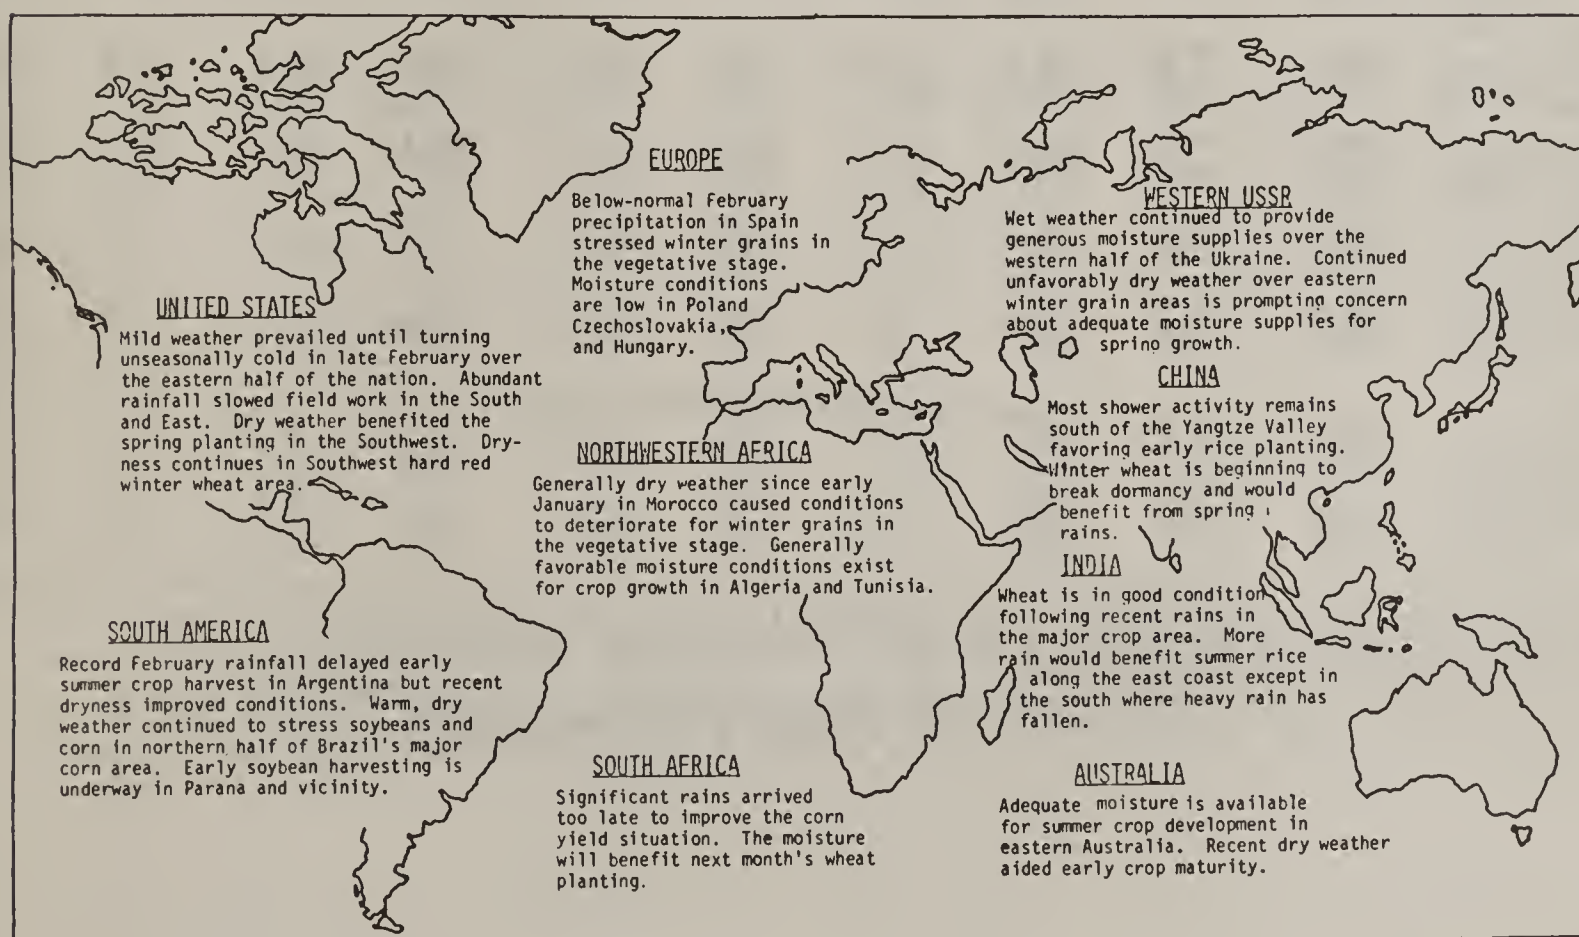 EUROPE
Below-normal February
precipitation in Spain
stressed winter grains in
the vegetative stage.
Moisture conditions
are low in Poland
Czechoslovakia,
and Hungary.
WESTERN USSR
Wet weather continued to provide
generous moisture supplies over the
western half of the Ukraine. Continued
unfavorably dry weather over eastern
winter grain areas is prompting concern
about adequate moisture supplies for
spring growth.
UNITED STATES
Mild weather prevailed until turning
unseasonally cold in late February over
the eastern half of the nation. Abundant
rainfall slowed field work in the South
and East. Dry weather benefited the
spring planting in the Southwest. Dry-
ness continues in Southwest hard red
winter wheat area.
CHINA
Most shower activity remains
south of the Yangtze Valley
favoring early rice planting.
Winter wheat is beginning to
break dormancy and would
benefit from spring
rains.
NORTHWESTERN AFRICA
Generally dry weather since early
January in Morocco caused conditions
to deteriorate for winter grains in
the vegetative stage. Generally
favorable moisture conditions exist
for crop growth in Algeria and Tunisia.
INDIA
Wheat is in good condition
following recent rains in
the major crop area. More
rain would benefit summer rice
along the east coast except in
the south where heavy rain has
fallen.
SOUTH AMERICA
Record February rainfall delayed early
summer crop harvest in Argentina but recent
dryness improved conditions. Warm, dry
weather continued to stress soybeans and
corn in northern half of Brazil's major
corn area. Early soybean harvesting is
underway in Parana and vicinity.
SOUTH AFRICA
Significant rains arrived
too late to improve the corn
yield situation. The moisture
will benefit next month's wheat
planting.
AUSTRALIA
Adequate moisture is available
for summer crop development in
eastern Australia. Recent dry weather
aided early crop maturity.